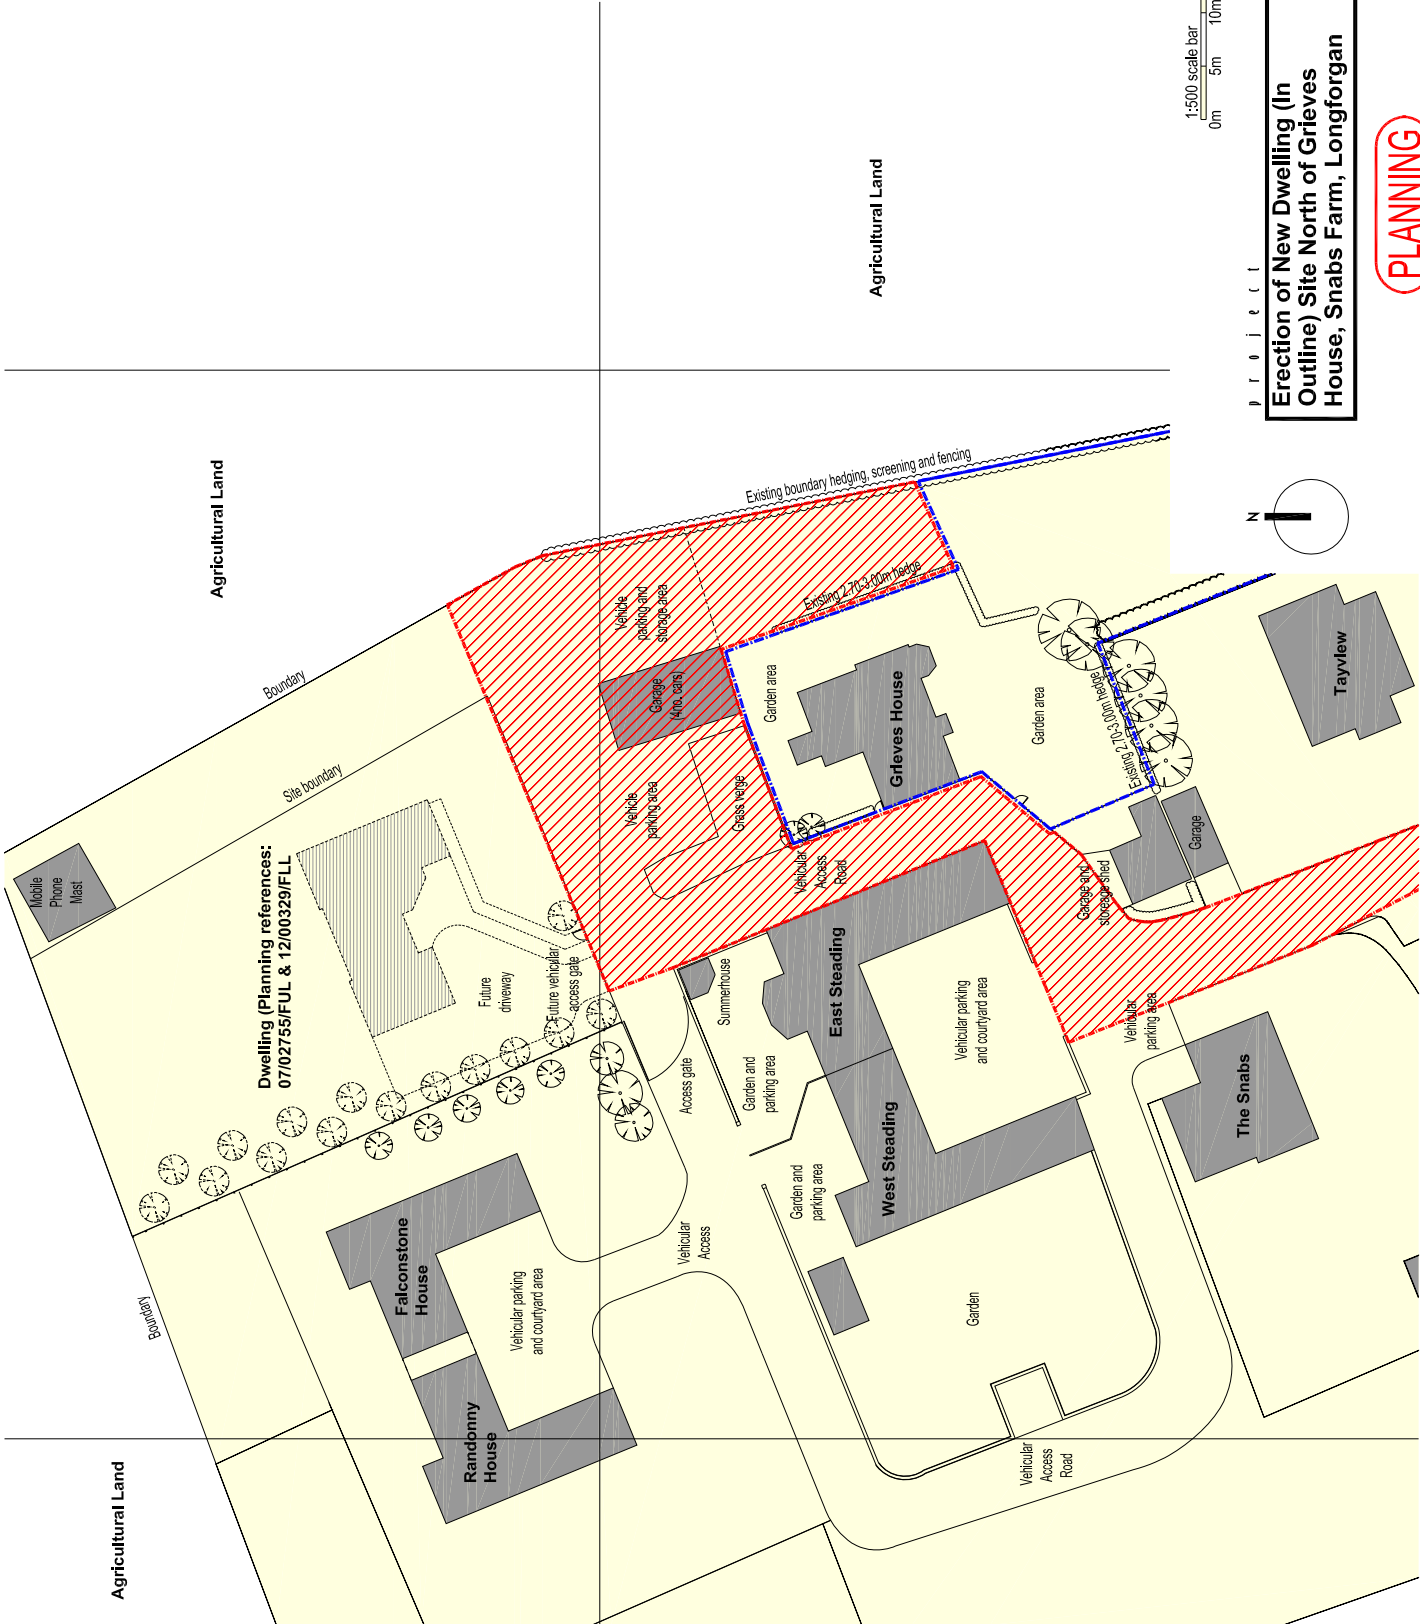 Agricultural Land
Agricultural Land
Agricultural Land
Boundary
Boundary
Site boundary
Mobile
Phone
Mast
Dwelling (Planning references:
07/02755/FUL & 12/00329/FLL
Future
driveway
Future vehicular
access gate
Falconstone
House
Randonny
House
Vehicular parking
and courtyard area
Vehicular
Access
Access gate
Summerhouse
Garden and
parking area
Garden and
parking area
East Steading
West Steading
Vehicular parking
and courtyard area
Garden
Vehicular
Access
Road
Vehicular
Access
Road
Vehicle
parking area
Grass verge
Garage
(4no. cars)
Vehicle
parking and
storage area
Existing boundary hedging, screening and fencing
Existing 2.70-3.00m hedge
Garden area
Grieves House
Garden area
Existing 2.70-3.00m hedge
Garage and
storeage shed
Garage
Tayview
Vehicular
parking area
The Snabs
N
1:500 scale bar
0m 5m 10m
project
Erection of New Dwelling (In
Outline) Site North of Grieves
House, Snabs Farm, Longforgan
PLANNING